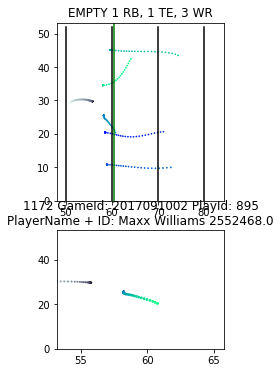 EMPTY 1 RB, 1 TE, 3 WR
50
40
30
20
10
0
50 60 70 80
1172 GameId: 2017091002 PlayId: 895
PlayerName + ID: Maxx Williams 2552468.0
40
20
0
55 60 65